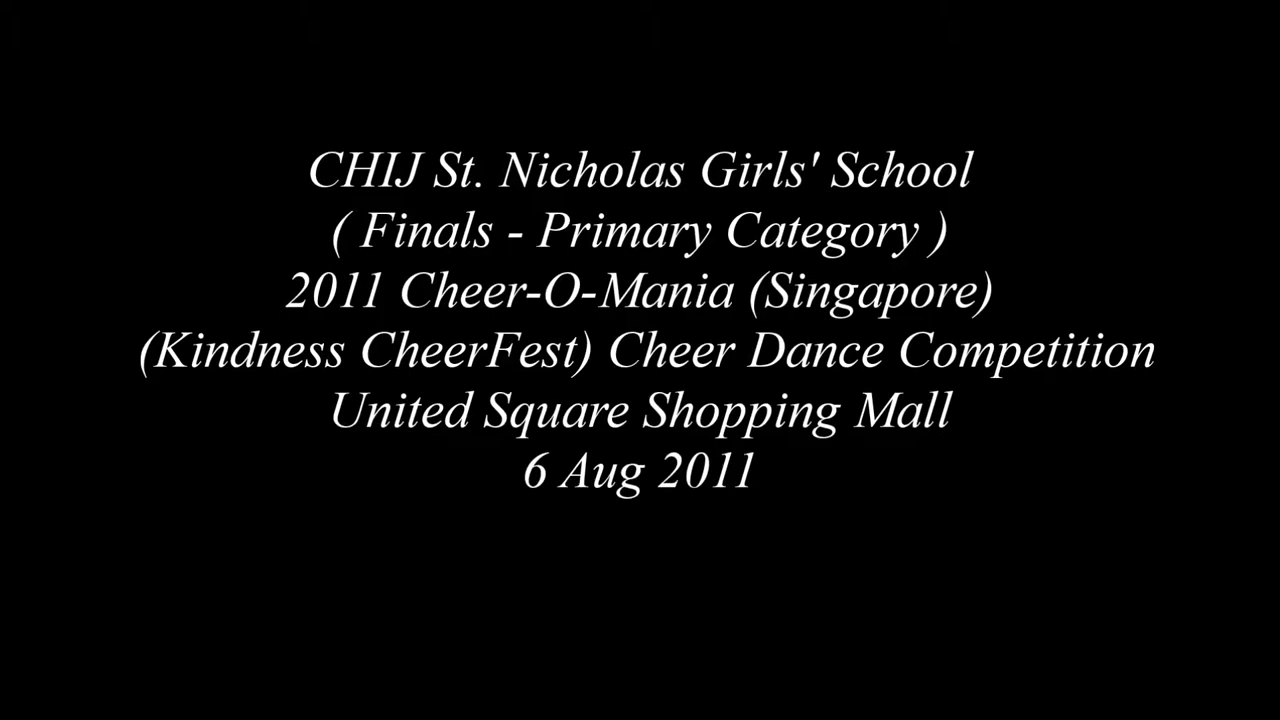 CHIJ St. Nicholas Girls' School
( Finals - Primary Category )
2011 Cheer-O-Mania (Singapore)
(Kindness CheerFest) Cheer Dance Competition
United Square Shopping Mall
6 Aug 2011